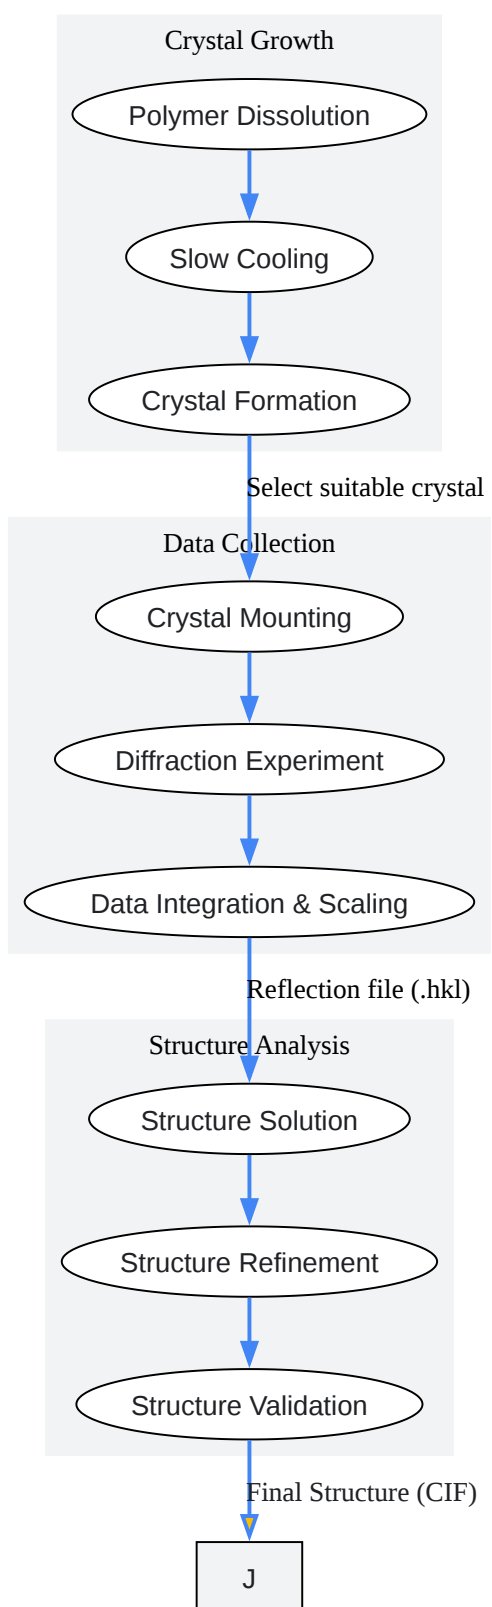 Crystal Growth
Polymer Dissolution
Slow Cooling
Crystal Formation
Select suitable crystal
Data Collection
Crystal Mounting
Diffraction Experiment
Data Integration & Scaling
Reflection file (.hkl)
Structure Analysis
Structure Solution
Structure Refinement
Structure Validation
Final Structure (CIF)
J